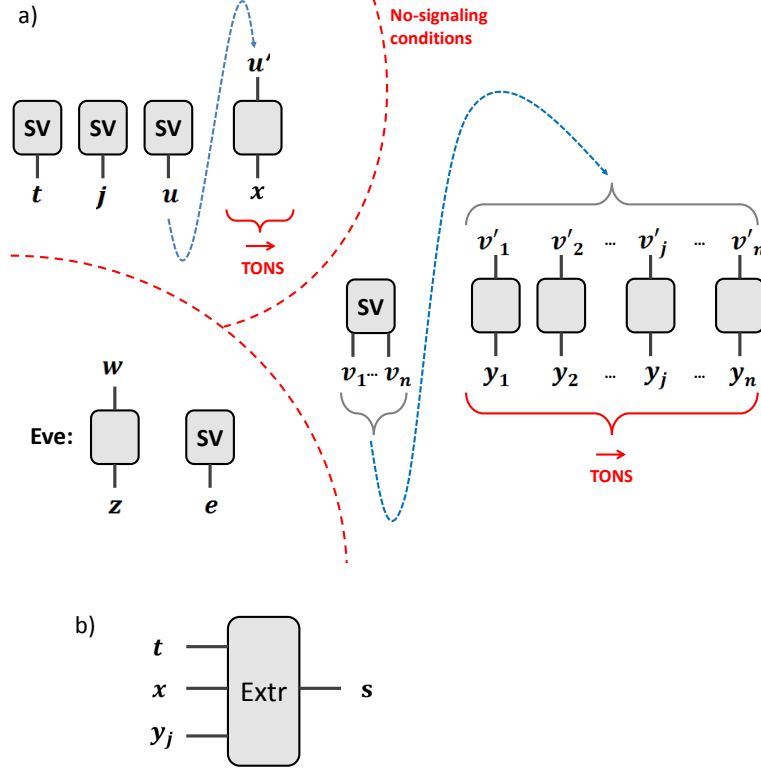 a)
No-signaling
conditions
u'
SV SV SV
t j u x
TONS
v'₁ v'₂ ... v'ⱼ ... v'ₙ
SV
v₁... vₙ
y₁ y₂ ... yⱼ ... yₙ
TONS
w
Eve: SV
z e
b)
t
x Extr s
yⱼ